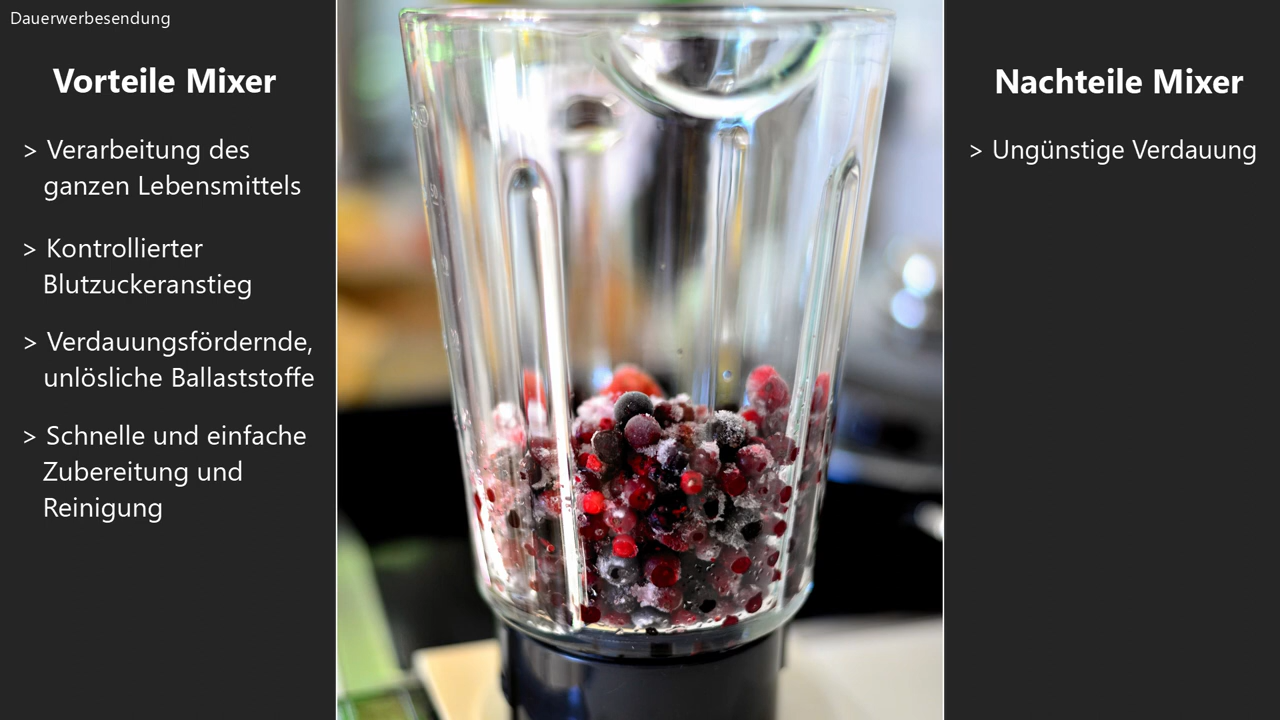 Dauerwerbesendung
Vorteile Mixer
> Verarbeitung des
ganzen Lebensmittels
> Kontrollierter
Blutzuckeranstieg
> Verdauungsfördernde,
unlösliche Ballaststoffe
> Schnelle und einfache
Zubereitung und
Reinigung
Nachteile Mixer
> Ungünstige Verdauung